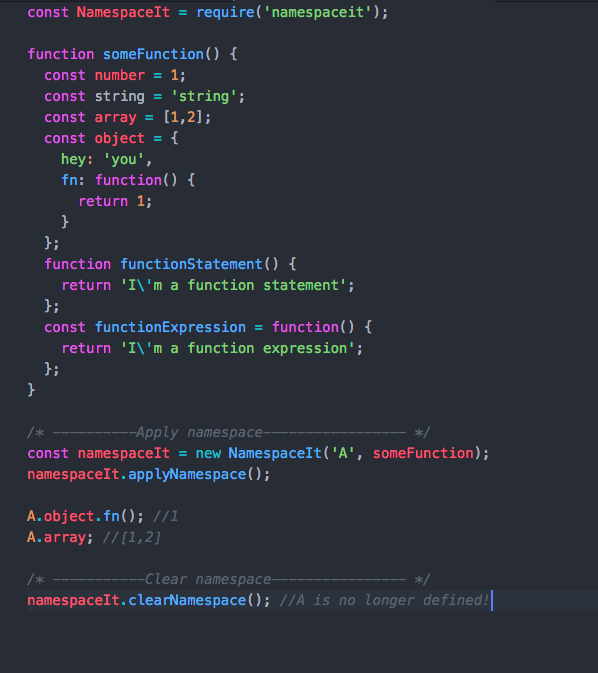 const NamespaceIt = require('namespaceit');
function someFunction() {
const number = 1;
const string = 'string';
const array = [1,2];
const object = {
hey: 'you',
fn: function() {
return 1;
}
};
function functionStatement() {
return 'I\'m a function statement';
};
const functionExpression = function() {
return 'I\'m a function expression';
};
}
/* ----------Apply namespace----------------- */
const namespaceIt = new NamespaceIt('A', someFunction);
namespaceIt.applyNamespace();
A.object.fn(); //1
A.array; //[1,2]
/* -----------Clear namespace---------------- */
namespaceIt.clearNamespace(); //A is no longer defined!